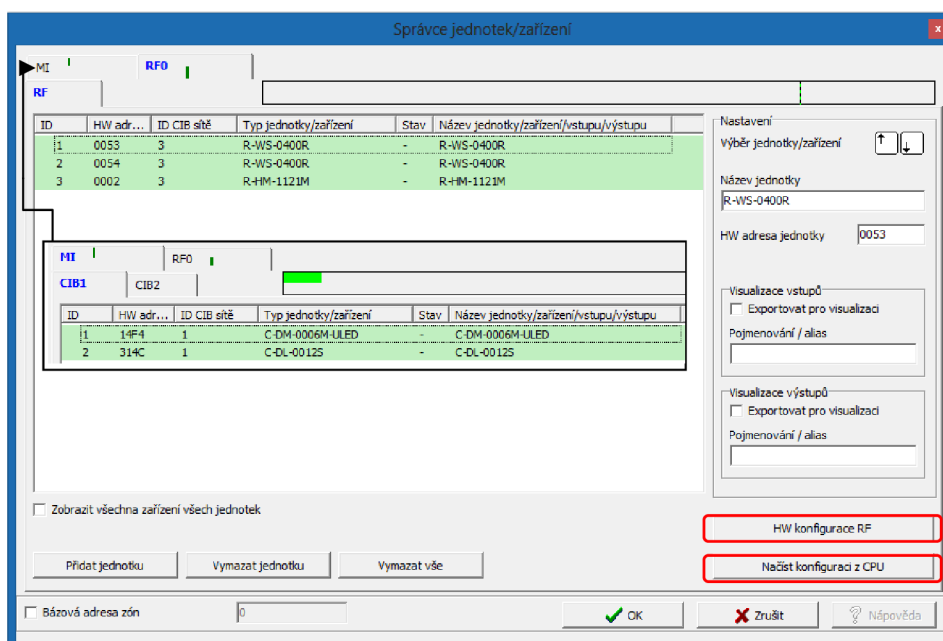 Správce jednotek/zařízení
x
MI RF0
RF
ID HW adr... ID CIB sítě Typ jednotky/zařízení Stav Název jednotky/zařízení/vstupu/výstupu
1 0053 3 R-WS-0400R - R-WS-0400R
2 0054 3 R-WS-0400R - R-WS-0400R
3 0002 3 R-HM-1121M - R-HM-1121M
MI RF0
CIB1 CIB2
ID HW adr... ID CIB sítě Typ jednotky/zařízení Stav Název jednotky/zařízení/vstupu/výstupu
1 14F4 1 C-DM-0006M-ULED - C-DM-0006M-ULED
2 314C 1 C-DL-0012S - C-DL-0012S
Nastavení
Výběr jednotky/zařízení
Název jednotky
R-WS-0400R
HW adresa jednotky 0053
Visualizace vstupů
Exportovat pro visualizaci
Pojmenování / alias
Visualizace výstupů
Exportovat pro visualizaci
Pojmenování / alias
Zobrazit všechna zařízení všech jednotek
HW konfigurace RF
Přidat jednotku Vymazat jednotku Vymazat vše Načíst konfiguraci z CPU
Bázová adresa zón 0 OK Zrušit Nápověda